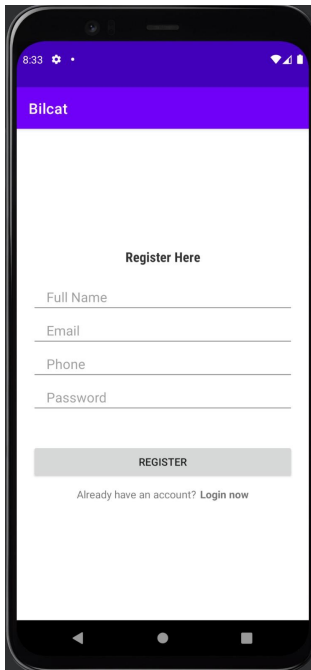 8:33
Bilcat
Register Here
Full Name
Email
Phone
Password
REGISTER
Already have an account? Login now